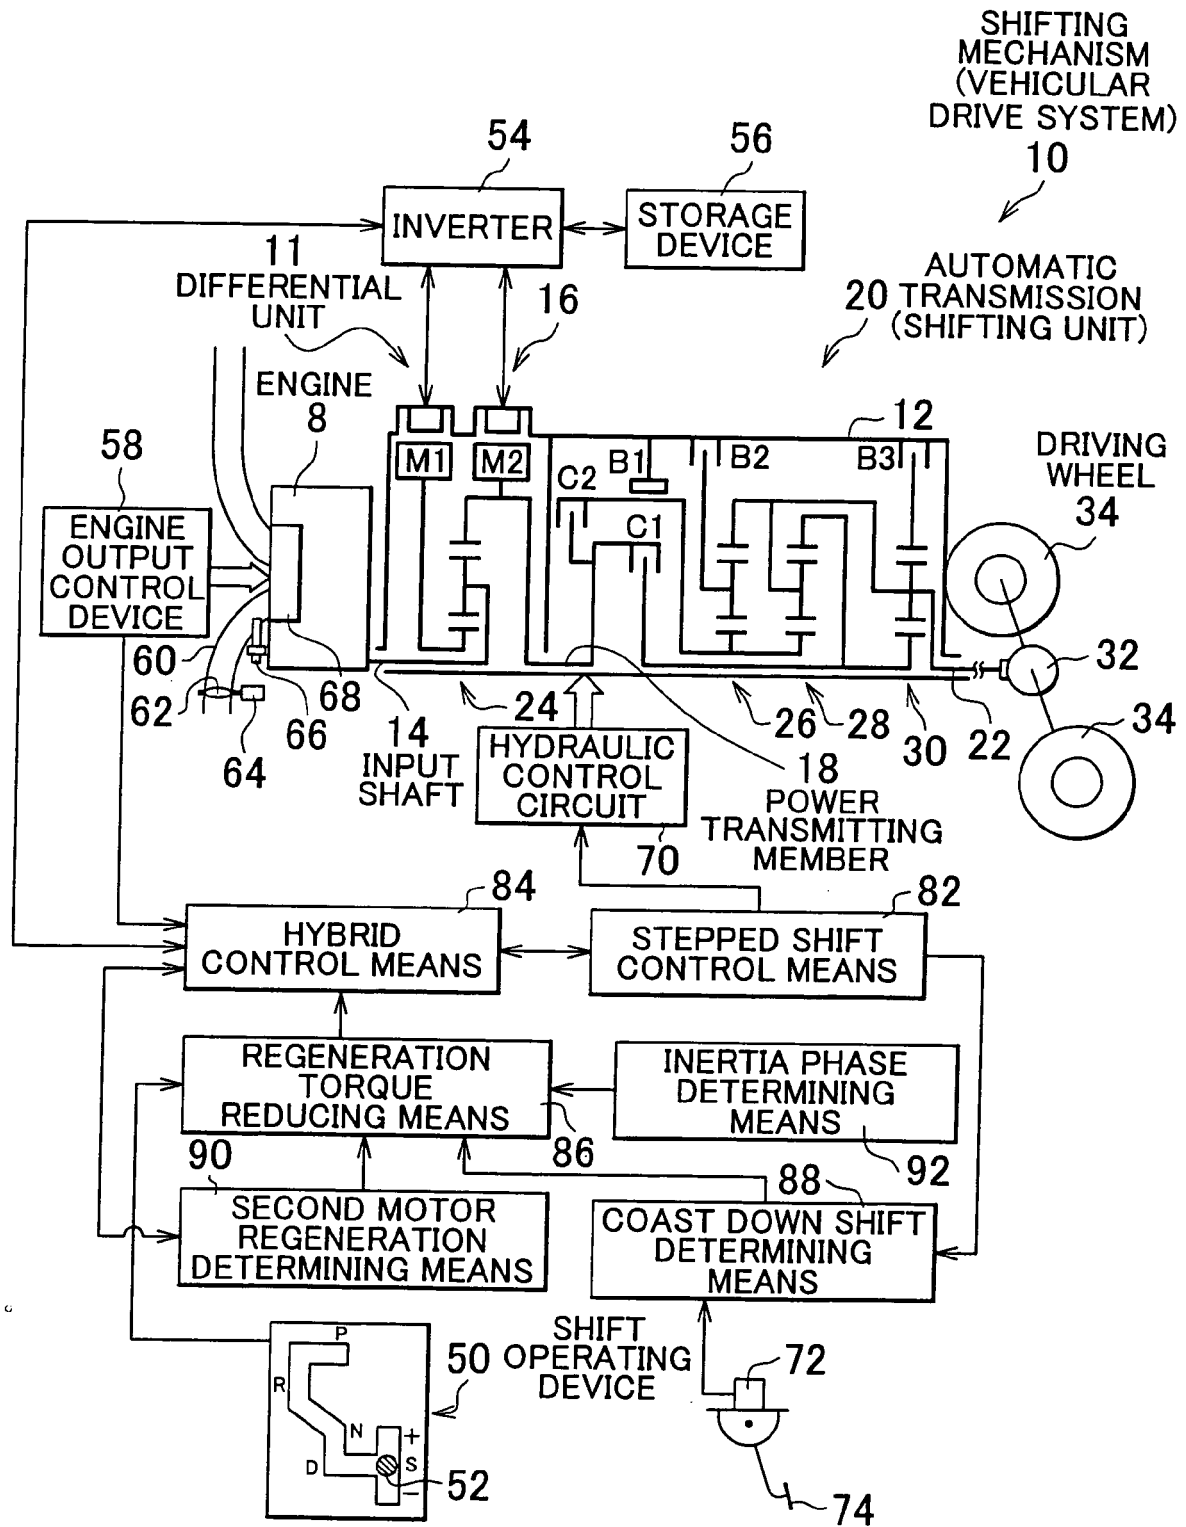 SHIFTING
MECHANISM
(VEHICULAR
DRIVE SYSTEM)
10
54
56
INVERTER
STORAGE
DEVICE
11
DIFFERENTIAL
UNIT
16
AUTOMATIC
20 TRANSMISSION
(SHIFTING UNIT)
ENGINE
8
12
58
M1
M2
C2
B1
B2
B3
C1
DRIVING
WHEEL
34
ENGINE
OUTPUT
CONTROL
DEVICE
60
62
64
66
68
14
INPUT
SHAFT
24
18
POWER
TRANSMITTING
MEMBER
26
28
30
22
32
34
HYDRAULIC
CONTROL
CIRCUIT
70
84
82
HYBRID
CONTROL MEANS
STEPPED SHIFT
CONTROL MEANS
REGENERATION
TORQUE
REDUCING MEANS
86
INERTIA PHASE
DETERMINING
MEANS
92
90
88
SECOND MOTOR
REGENERATION
DETERMINING MEANS
COAST DOWN SHIFT
DETERMINING
MEANS
SHIFT
OPERATING
DEVICE
50
72
P
R
N
+
D
S
−
52
74